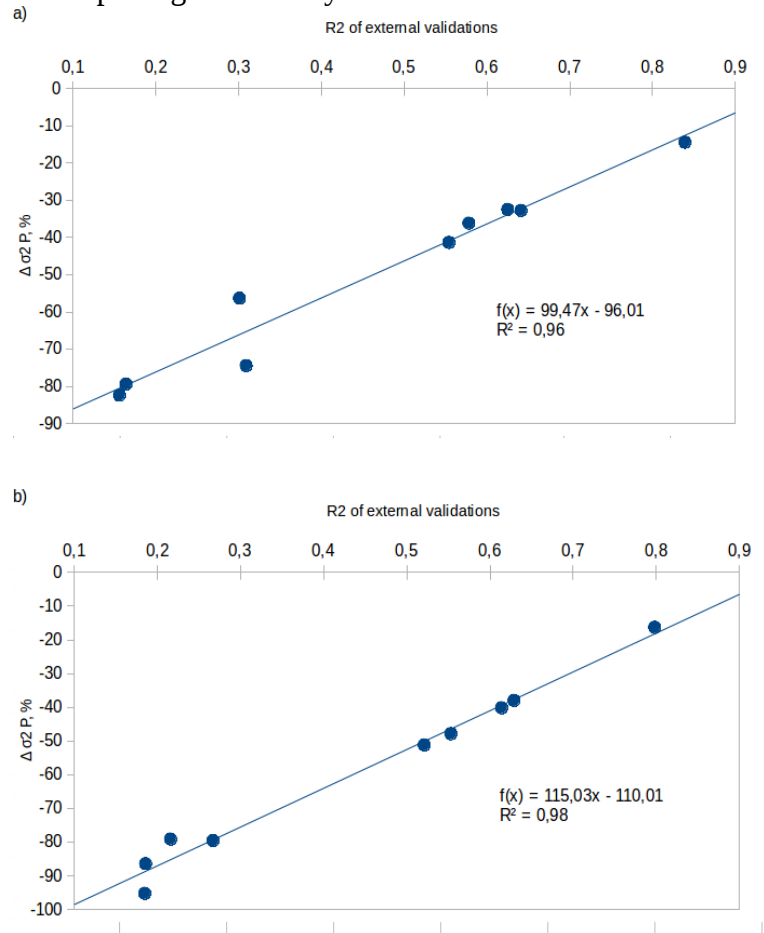 a)
R2 of external validations
0,1 0,2 0,3 0,4 0,5 0,6 0,7 0,8 0,9
0
-10
-20
-30
-40
-50
-60
-70
-80
-90
Δ σ2 P, %
f(x) = 99,47x - 96,01
R² = 0,96
b)
R2 of external validations
0,1 0,2 0,3 0,4 0,5 0,6 0,7 0,8 0,9
0
-10
-20
-30
-40
-50
-60
-70
-80
-90
-100
Δ σ2 P, %
f(x) = 115,03x - 110,01
R² = 0,98